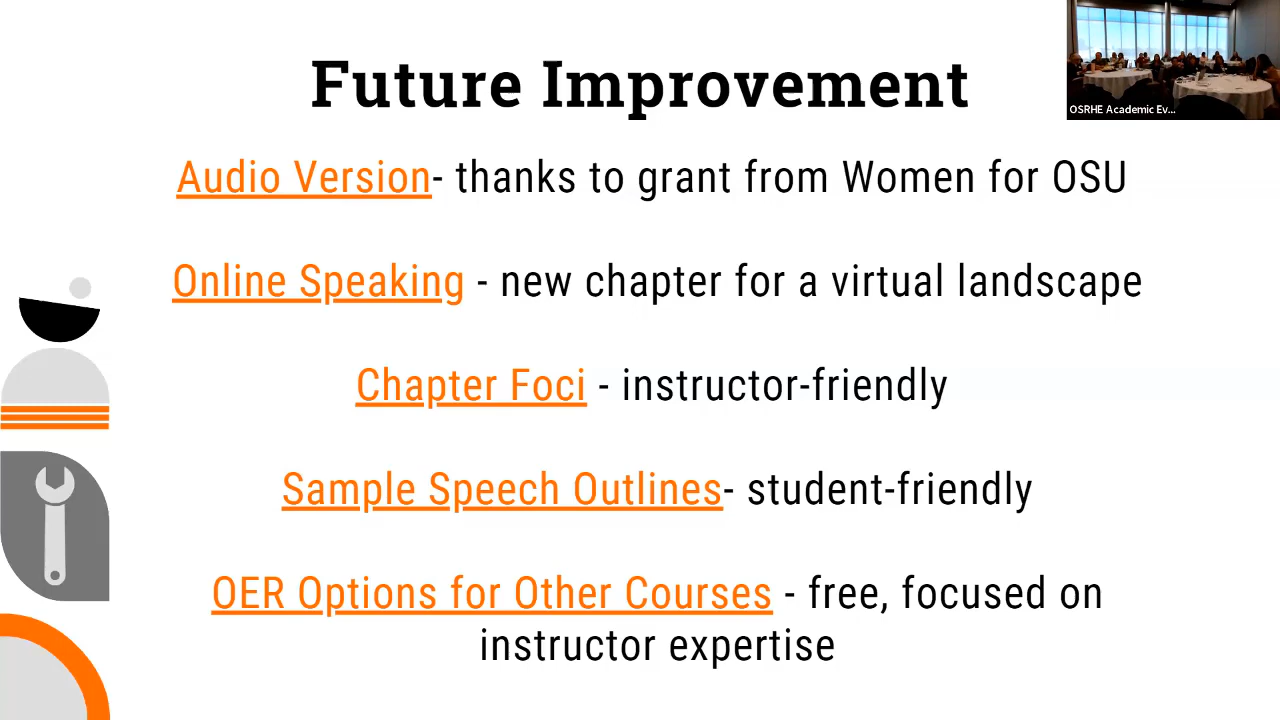 Future Improvement
OSRHE Academic Ev...
Audio Version- thanks to grant from Women for OSU
Online Speaking - new chapter for a virtual landscape
Chapter Foci - instructor-friendly
Sample Speech Outlines- student-friendly
OER Options for Other Courses - free, focused on
instructor expertise